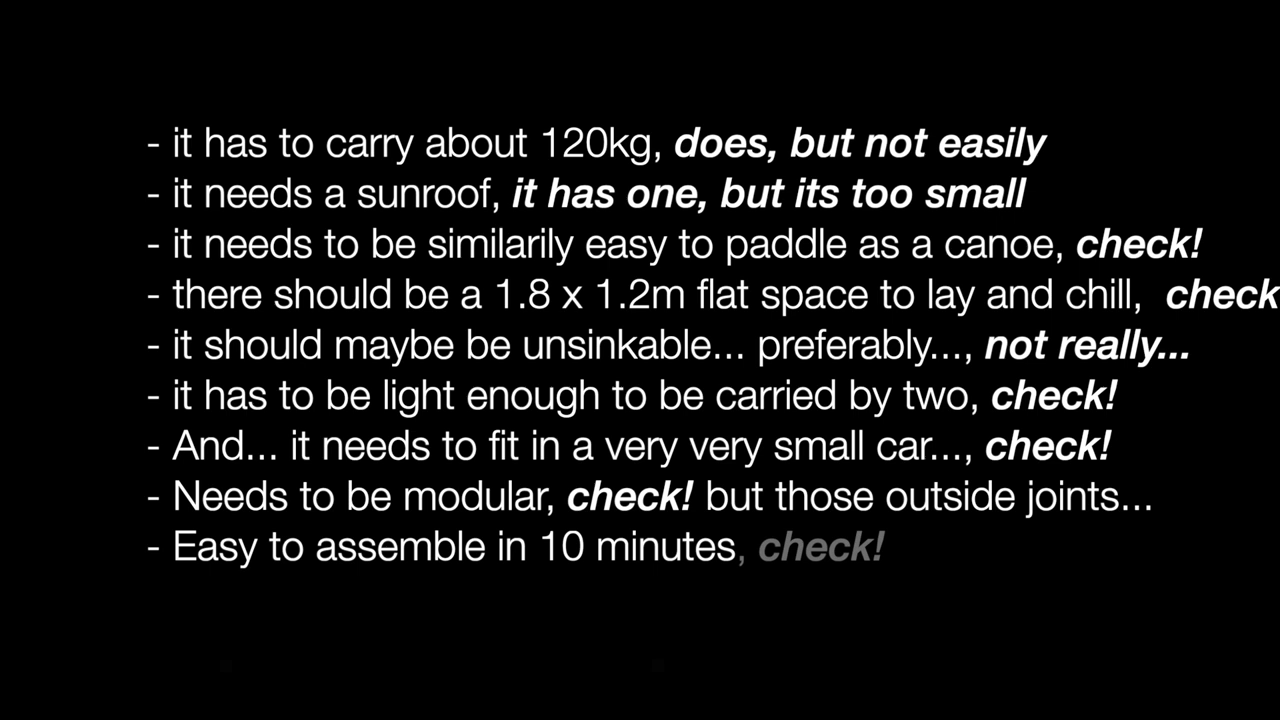 - it has to carry about 120kg, does, but not easily
- it needs a sunroof, it has one, but its too small
- it needs to be similarily easy to paddle as a canoe, check!
- there should be a 1.8 x 1.2m flat space to lay and chill,  check
- it should maybe be unsinkable... preferably..., not really...
- it has to be light enough to be carried by two, check!
- And... it needs to fit in a very very small car..., check!
- Needs to be modular, check! but those outside joints...
- Easy to assemble in 10 minutes, check!